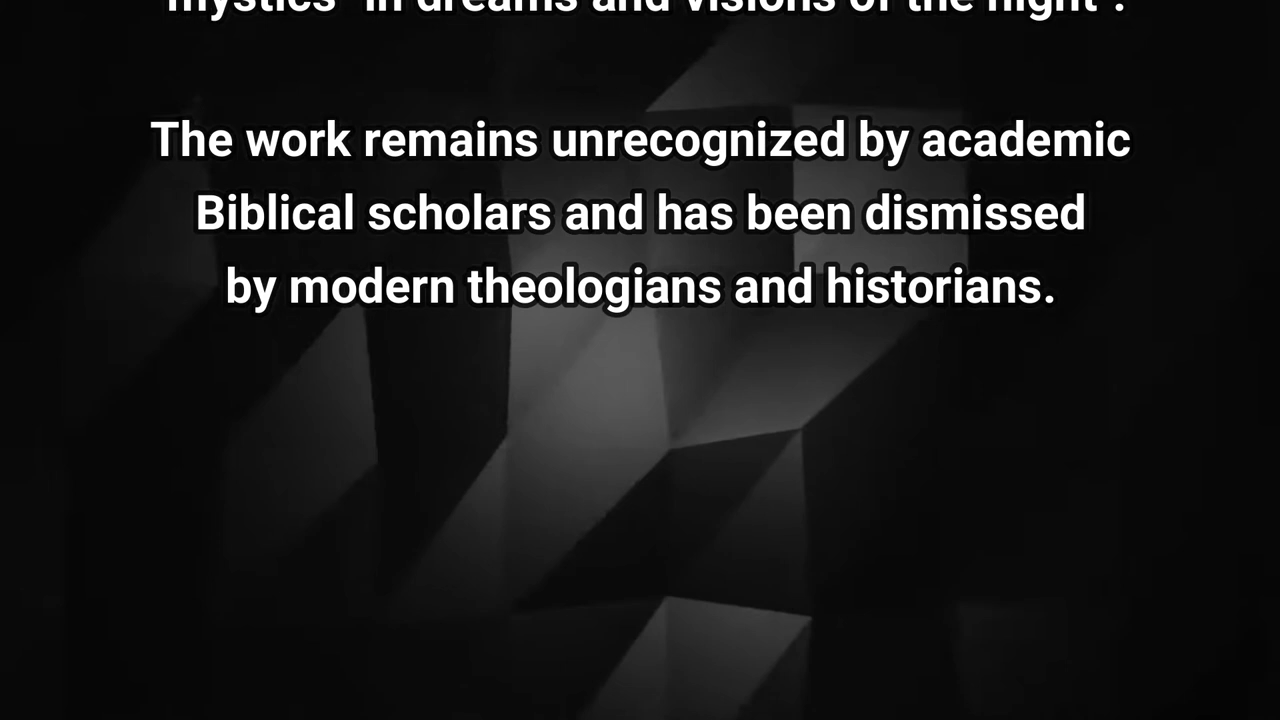 mystics "in dreams and visions of the night".
The work remains unrecognized by academic
Biblical scholars and has been dismissed
by modern theologians and historians.